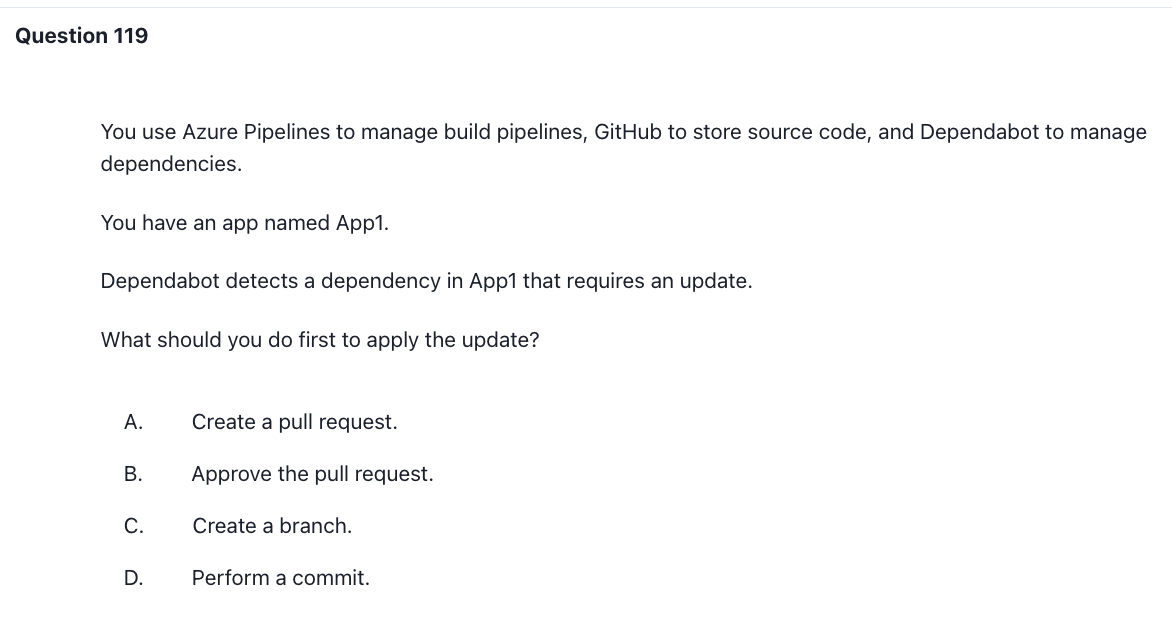 Question 119
You use Azure Pipelines to manage build pipelines, GitHub to store source code, and Dependabot to manage
dependencies.
You have an app named App1.
Dependabot detects a dependency in App1 that requires an update.
What should you do first to apply the update?
A. Create a pull request.
B. Approve the pull request.
C. Create a branch.
D. Perform a commit.